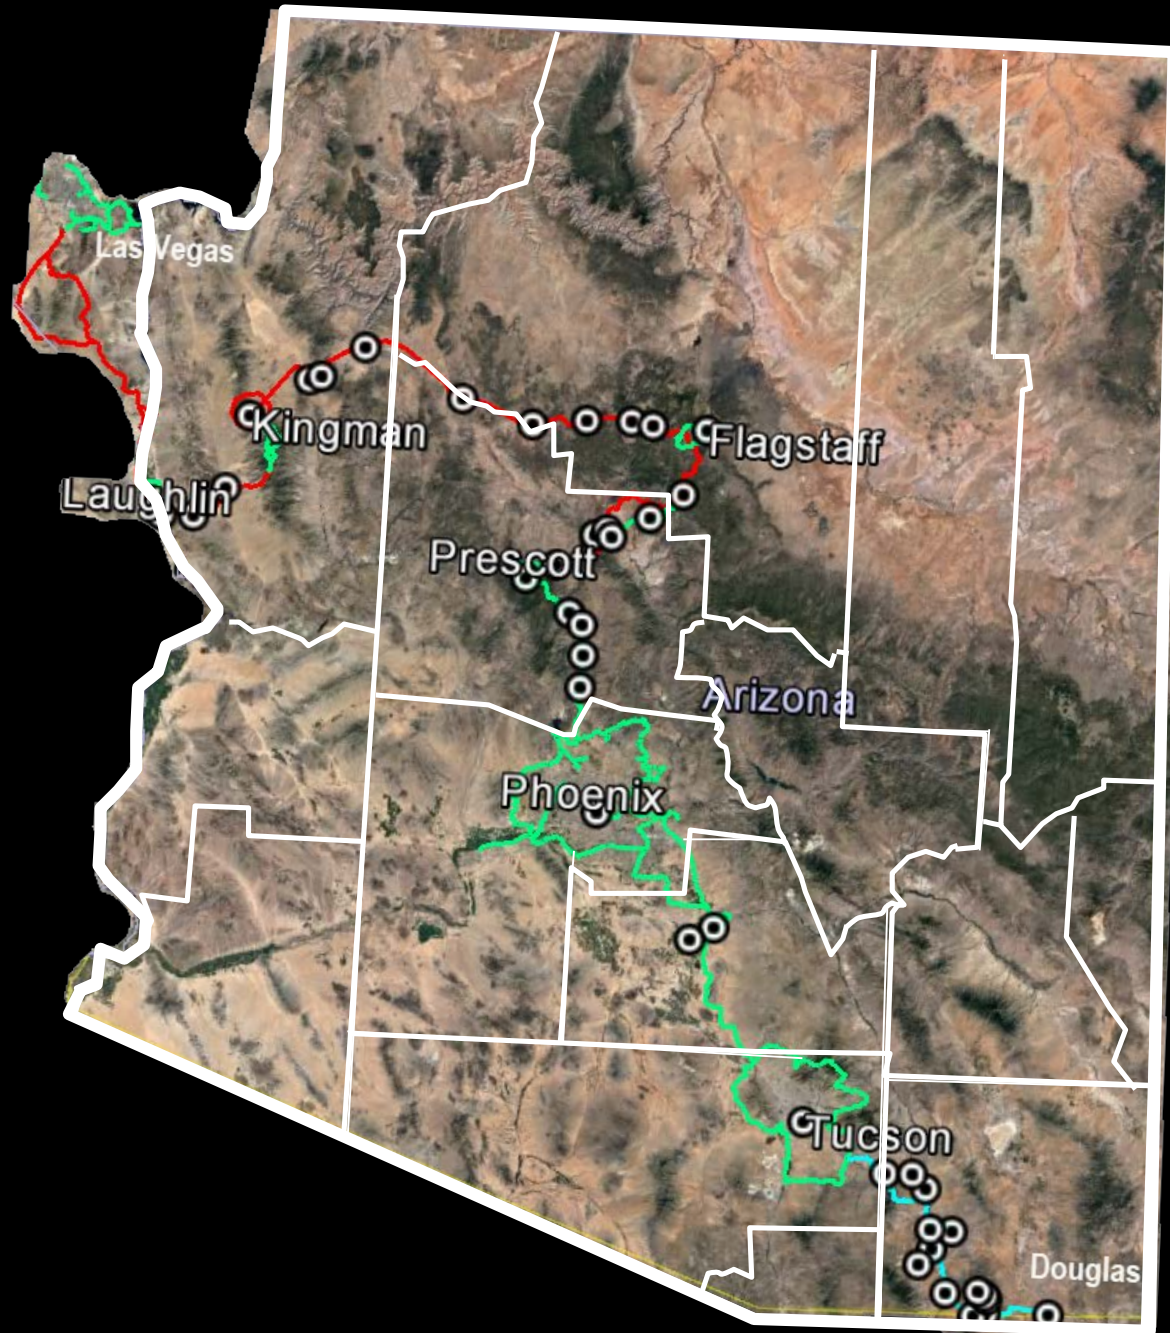 Las Vegas
Kingman
Flagstaff
Laughlin
Prescott
Arizona
Phoenix
Tucson
Douglas